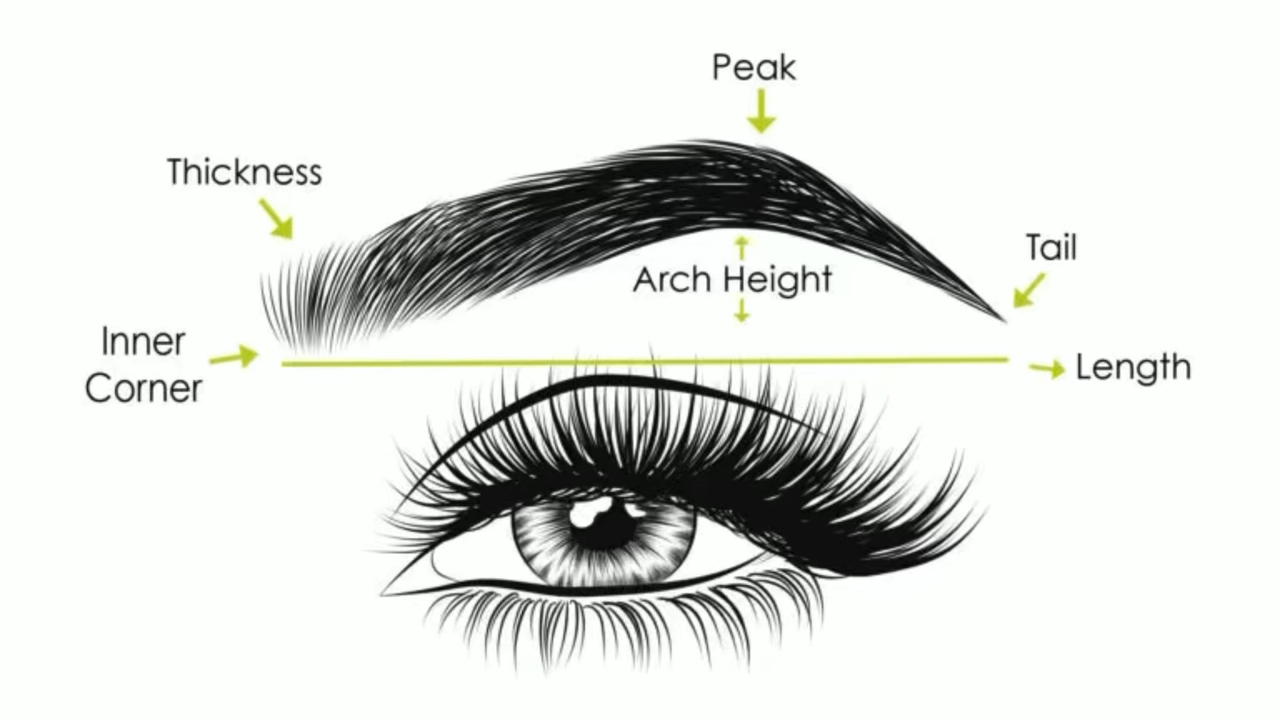 Peak
Thickness
Tail
Arch Height
Inner
Corner
Length